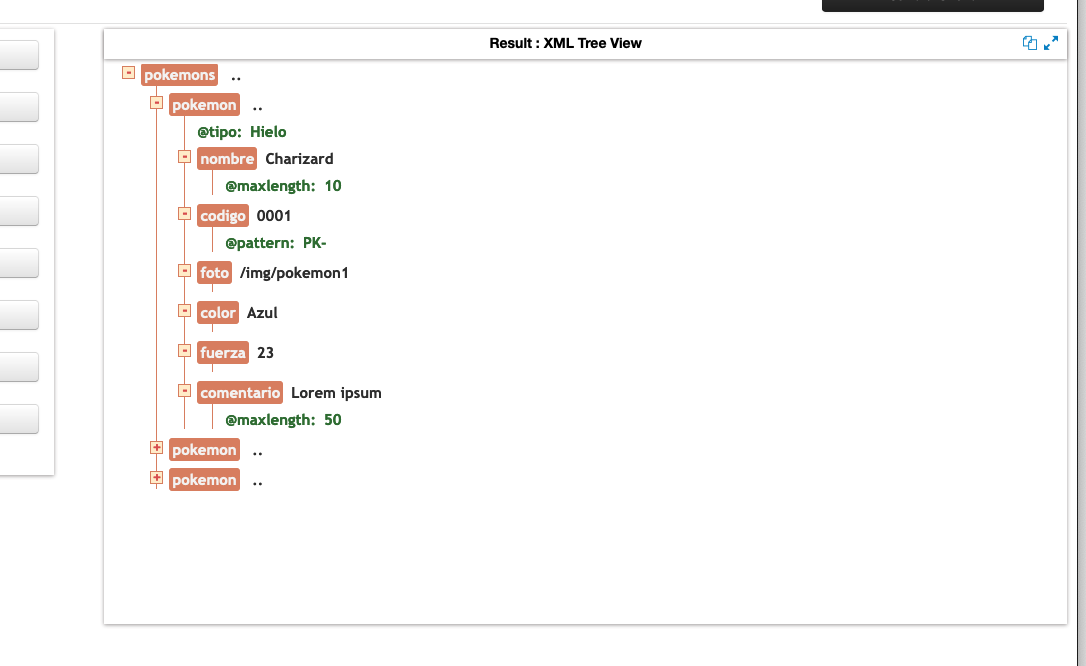 Result : XML Tree View
pokemons ..
pokemon ..
@tipo: Hielo
nombre Charizard
@maxlength: 10
codigo 0001
@pattern: PK-
foto /img/pokemon1
color Azul
fuerza 23
comentario Lorem ipsum
@maxlength: 50
pokemon ..
pokemon ..